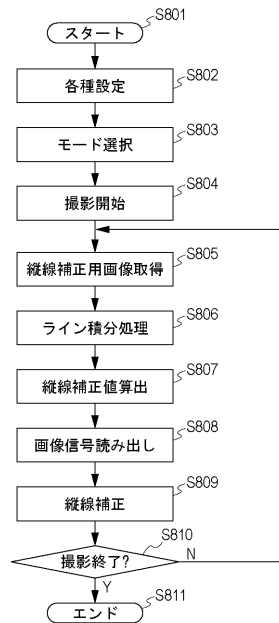 スタート S801
各種設定 S802
モード選択 S803
撮影開始 S804
縦線補正用画像取得 S805
ライン積分処理 S806
縦線補正値算出 S807
画像信号読み出し S808
縦線補正 S809
撮影終了? S810
N
Y
エンド S811